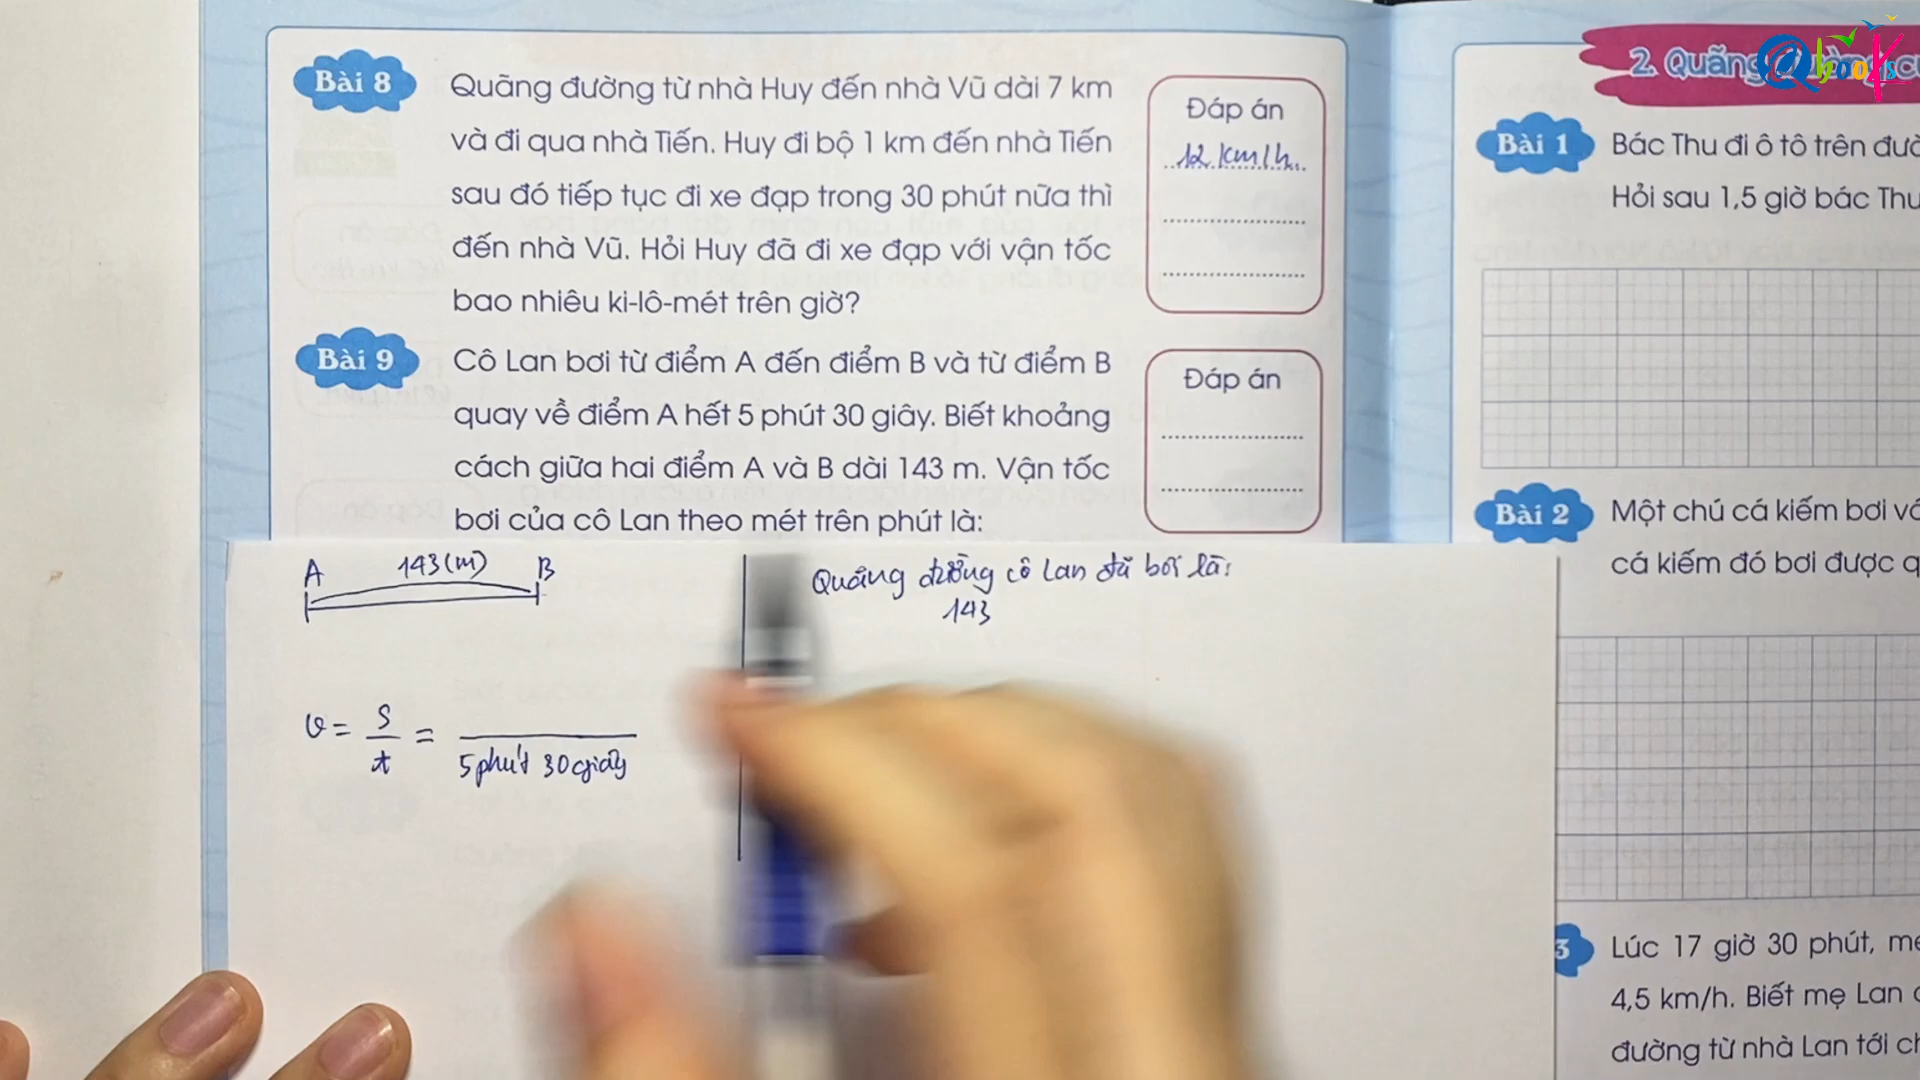 Bài 8
Quãng đường từ nhà Huy đến nhà Vũ dài 7 km
và đi qua nhà Tiến. Huy đi bộ 1 km đến nhà Tiến
sau đó tiếp tục đi xe đạp trong 30 phút nữa thì
đến nhà Vũ. Hỏi Huy đã đi xe đạp với vận tốc
bao nhiêu ki-lô-mét trên giờ?
Đáp án
12 km/h
Bài 9
Cô Lan bơi từ điểm A đến điểm B và từ điểm B
quay về điểm A hết 5 phút 30 giây. Biết khoảng
cách giữa hai điểm A và B dài 143 m. Vận tốc
bơi của cô Lan theo mét trên phút là:
Đáp án
A 143(m) B
v = s/t =
5 phút 30 giây
Quãng đường cô Lan đã bơi là:
143
2. Quãng
Qbooks
Bài 1
Bác Thu đi ô tô trên đườ
Hỏi sau 1,5 giờ bác Thu
Bài 2
Một chú cá kiếm bơi vớ
cá kiếm đó bơi được q
3
Lúc 17 giờ 30 phút, mẹ
4,5 km/h. Biết mẹ Lan
đường từ nhà Lan tới ch